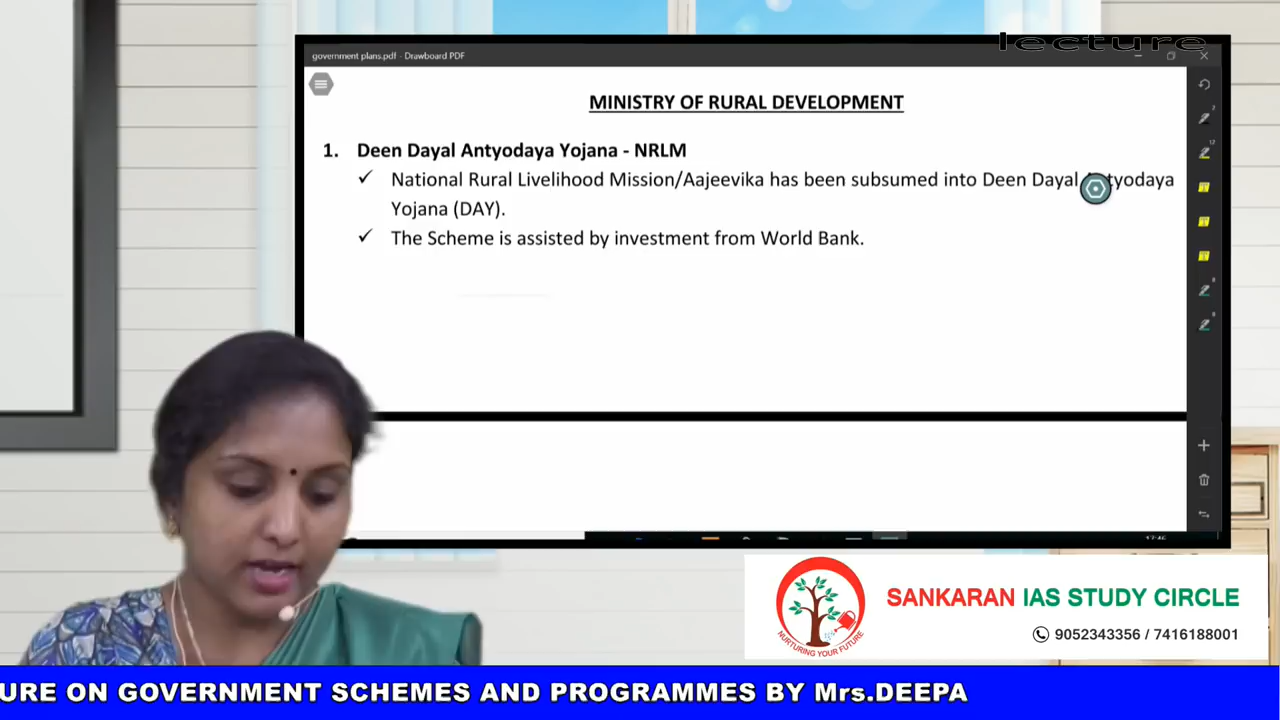 lecture
government plans.pdf - Drawboard PDF
MINISTRY OF RURAL DEVELOPMENT
1. Deen Dayal Antyodaya Yojana - NRLM
✓ National Rural Livelihood Mission/Aajeevika has been subsumed into Deen Dayal Antyodaya
Yojana (DAY).
✓ The Scheme is assisted by investment from World Bank.
NURTURING YOUR FUTURE
SANKARAN IAS STUDY CIRCLE
9052343356 / 7416188001
URE ON GOVERNMENT SCHEMES AND PROGRAMMES BY Mrs.DEEPA